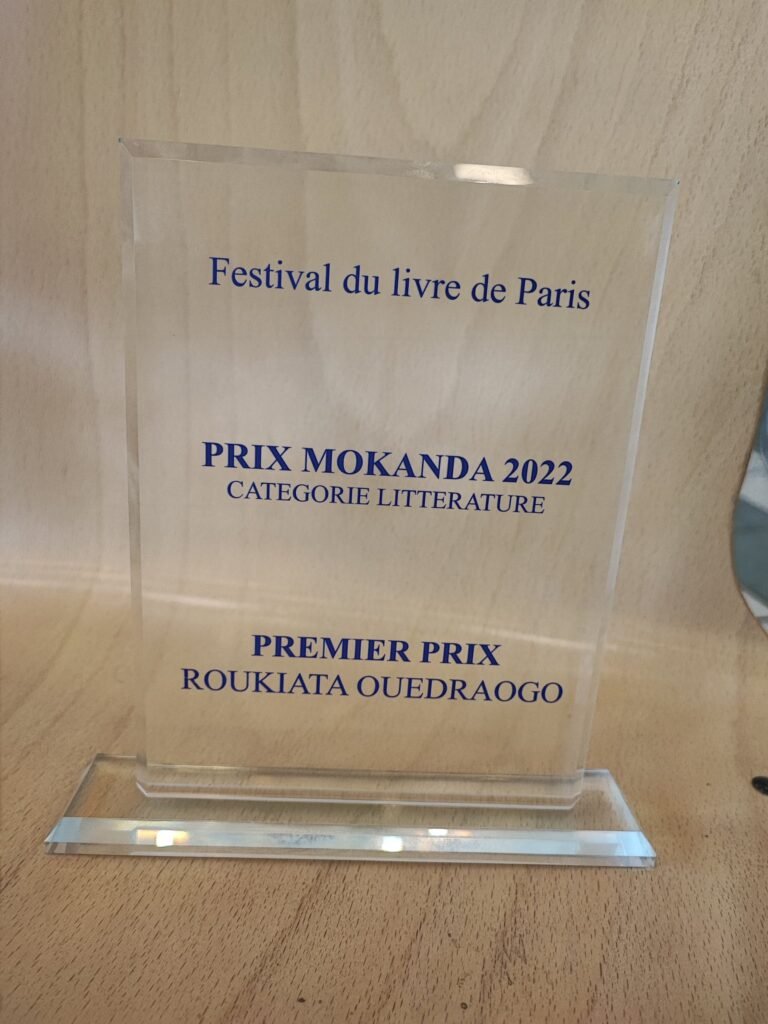 Festival du livre de Paris
PRIX MOKANDA 2022
CATEGORIE LITTERATURE
PREMIER PRIX
ROUKIATA OUEDRAOGO